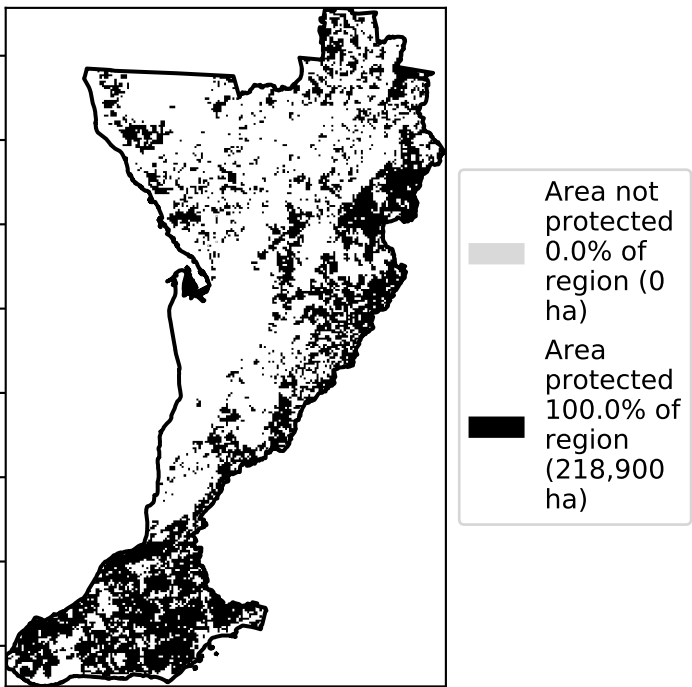 Area not
protected
0.0% of
region (0
ha)
Area
protected
100.0% of
region
(218,900
ha)